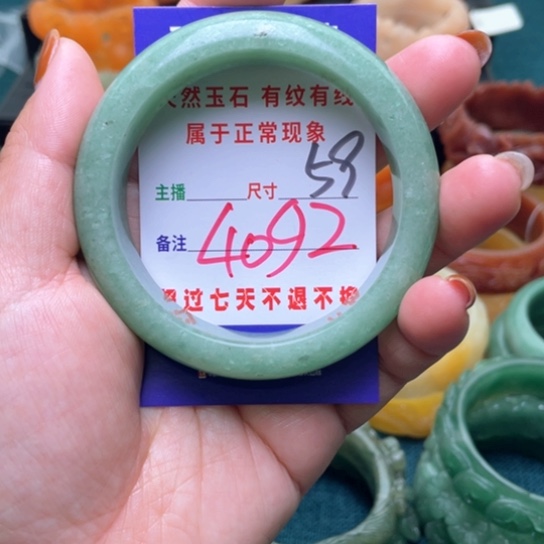 天然玉石 有纹有线
属于正常现象
主播 尺寸 59
备注 4092
超过七天不退不换